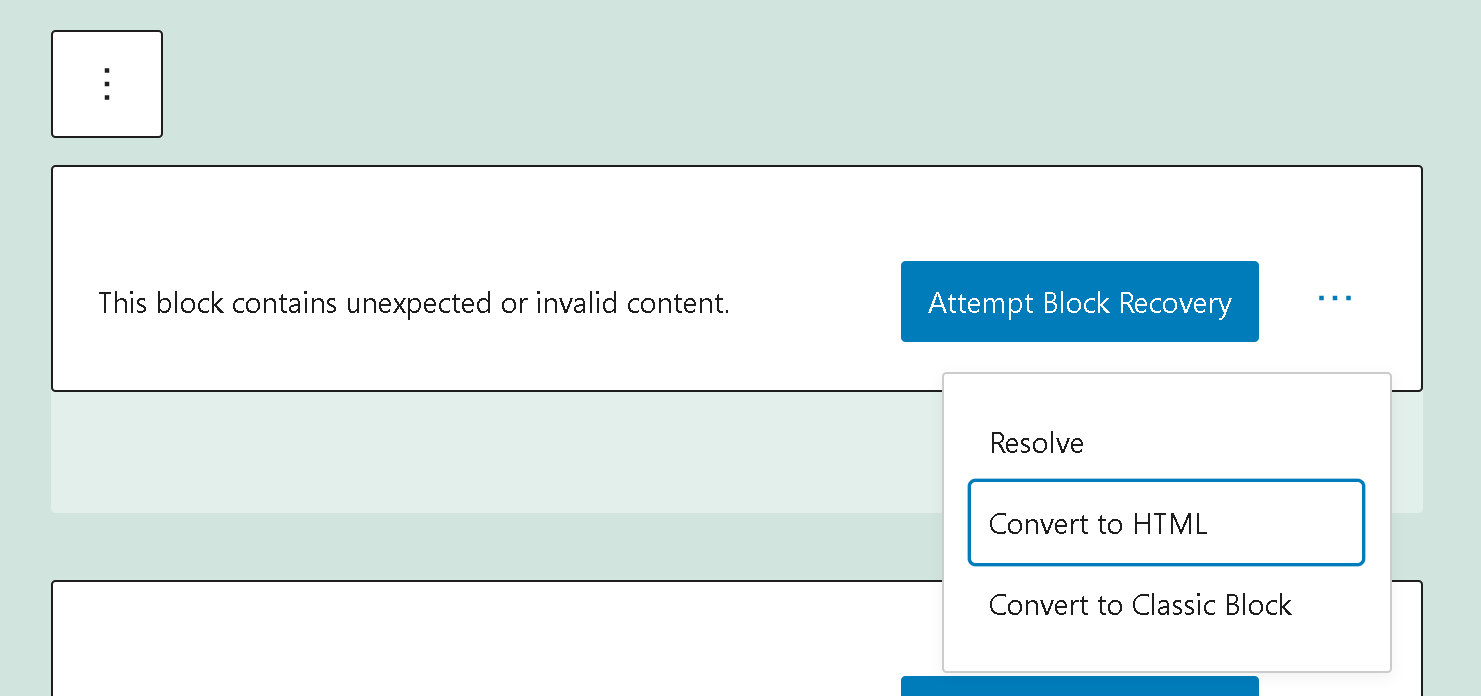 This block contains unexpected or invalid content.
Attempt Block Recovery
Resolve
Convert to HTML
Convert to Classic Block